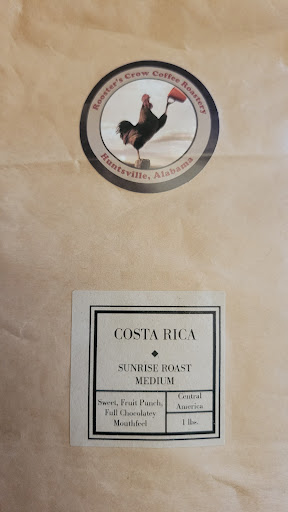 Rooster's Crow Coffee Roastery
Huntsville, Alabama
COSTA RICA
SUNRISE ROAST
MEDIUM
Sweet, Fruit Punch,
Full Chocolatey
Mouthfeel
Central
America
1 lbs.